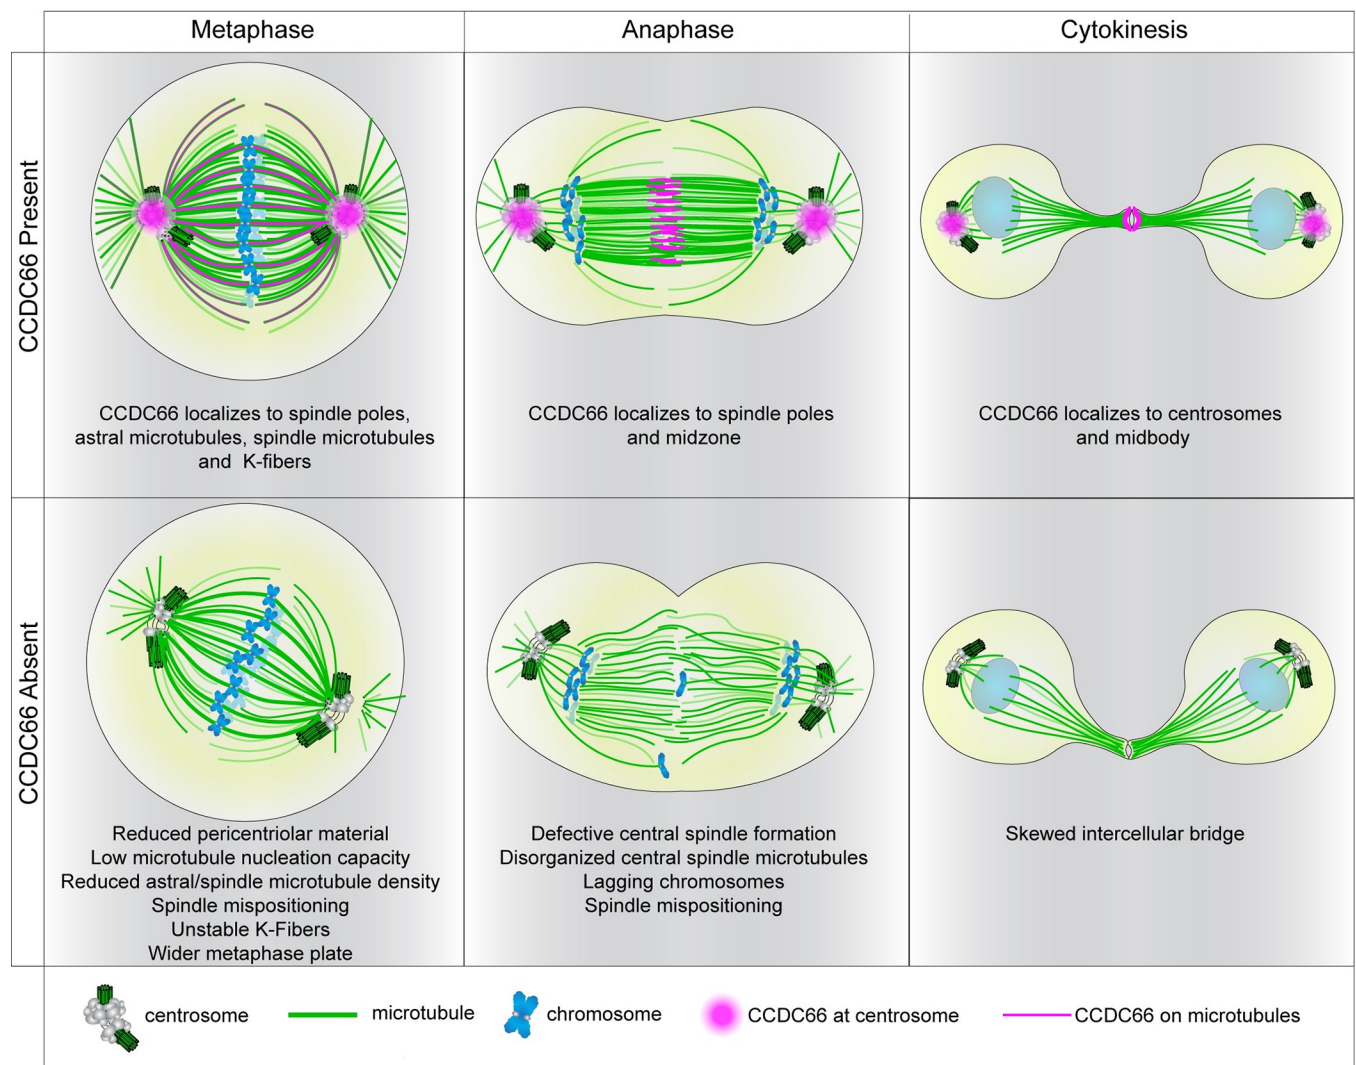 Metaphase
Anaphase
Cytokinesis
CCDC66 Present
CCDC66 localizes to spindle poles,
astral microtubules, spindle microtubules
and K-fibers
CCDC66 localizes to spindle poles
and midzone
CCDC66 localizes to centrosomes
and midbody
CCDC66 Absent
Reduced pericentriolar material
Low microtubule nucleation capacity
Reduced astral/spindle microtubule density
Spindle mispositioning
Unstable K-Fibers
Wider metaphase plate
Defective central spindle formation
Disorganized central spindle microtubules
Lagging chromosomes
Spindle mispositioning
Skewed intercellular bridge
centrosome
microtubule
chromosome
CCDC66 at centrosome
CCDC66 on microtubules